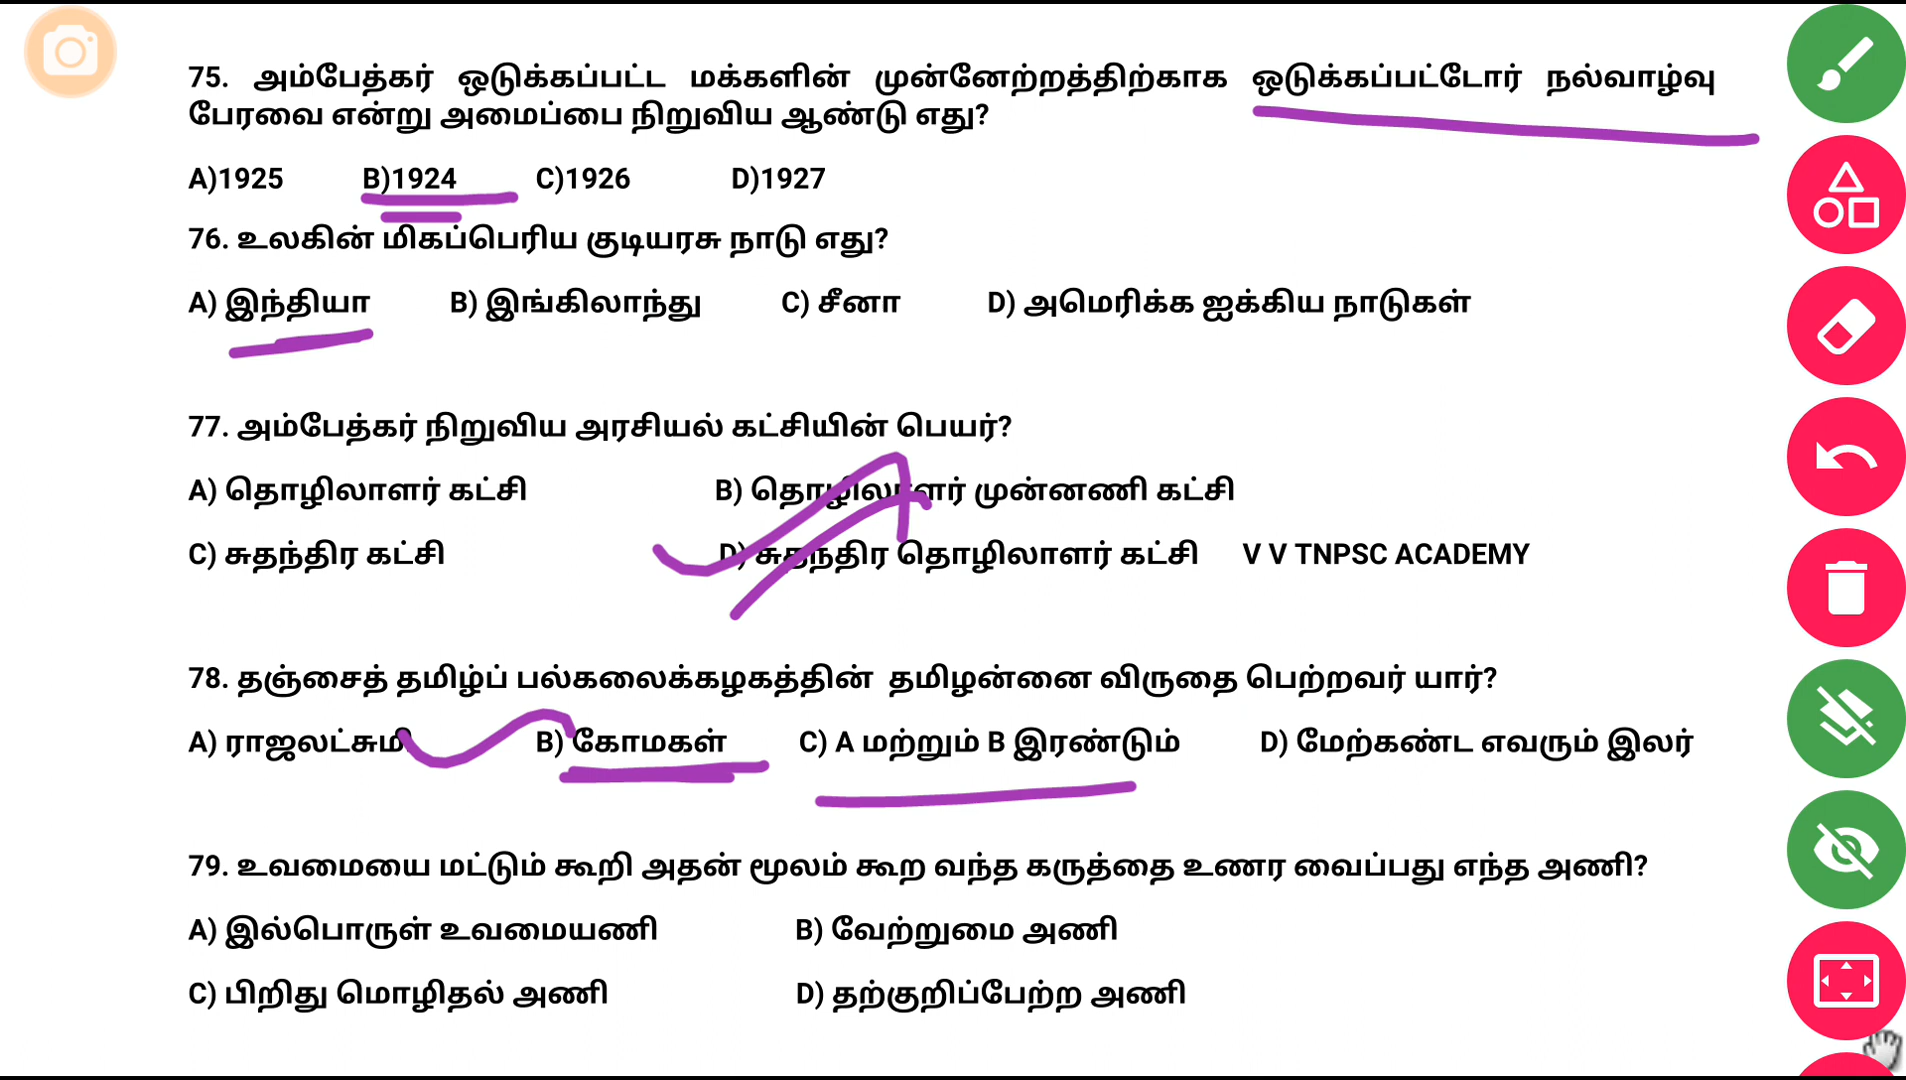 75. அம்பேத்கர் ஒடுக்கப்பட்ட மக்களின் முன்னேற்றத்திற்காக ஒடுக்கப்பட்டோர் நல்வாழ்வு
பேரவை என்று அமைப்பை நிறுவிய ஆண்டு எது?
A)1925 B)1924 C)1926 D)1927
76. உலகின் மிகப்பெரிய குடியரசு நாடு எது?
A) இந்தியா B) இங்கிலாந்து C) சீனா D) அமெரிக்க ஐக்கிய நாடுகள்
77. அம்பேத்கர் நிறுவிய அரசியல் கட்சியின் பெயர்?
A) தொழிலாளர் கட்சி B) தொழிலாளர் முன்னணி கட்சி
C) சுதந்திர கட்சி D) சுதந்திர தொழிலாளர் கட்சி V V TNPSC ACADEMY
78. தஞ்சைத் தமிழ்ப் பல்கலைக்கழகத்தின் தமிழன்னை விருதை பெற்றவர் யார்?
A) ராஜலட்சுமி B) கோமகள் C) A மற்றும் B இரண்டும் D) மேற்கண்ட எவரும் இலர்
79. உவமையை மட்டும் கூறி அதன் மூலம் கூற வந்த கருத்தை உணர வைப்பது எந்த அணி?
A) இல்பொருள் உவமையணி B) வேற்றுமை அணி
C) பிறிது மொழிதல் அணி D) தற்குறிப்பேற்ற அணி